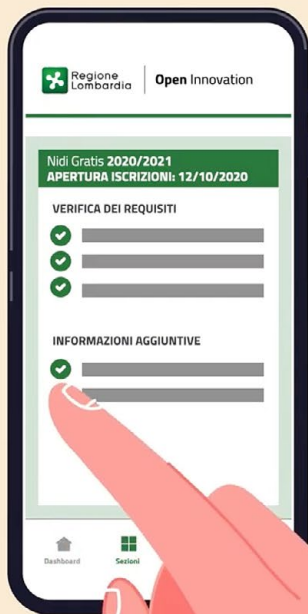 Regione
Lombardia
Open Innovation
Nidi Gratis 2020/2021
APERTURA ISCRIZIONI: 12/10/2020
VERIFICA DEI REQUISITI
INFORMAZIONI AGGIUNTIVE
Dashboard
Sezioni